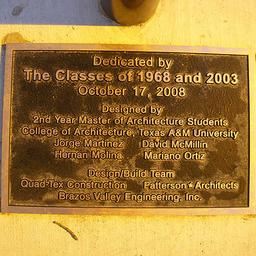 Dedicated by
The Classes of 1968 and 2003
October 17, 2008
Designed by
2nd Year Master of Architecture Students
College of Architecture, Texas A&M University
Jorge Martinez David McMillin
Hernan Molina Mariano Ortiz
Design/Build Team
Quad-Tex Construction Patterson★Architects
Brazos Valley Engineering, Inc.